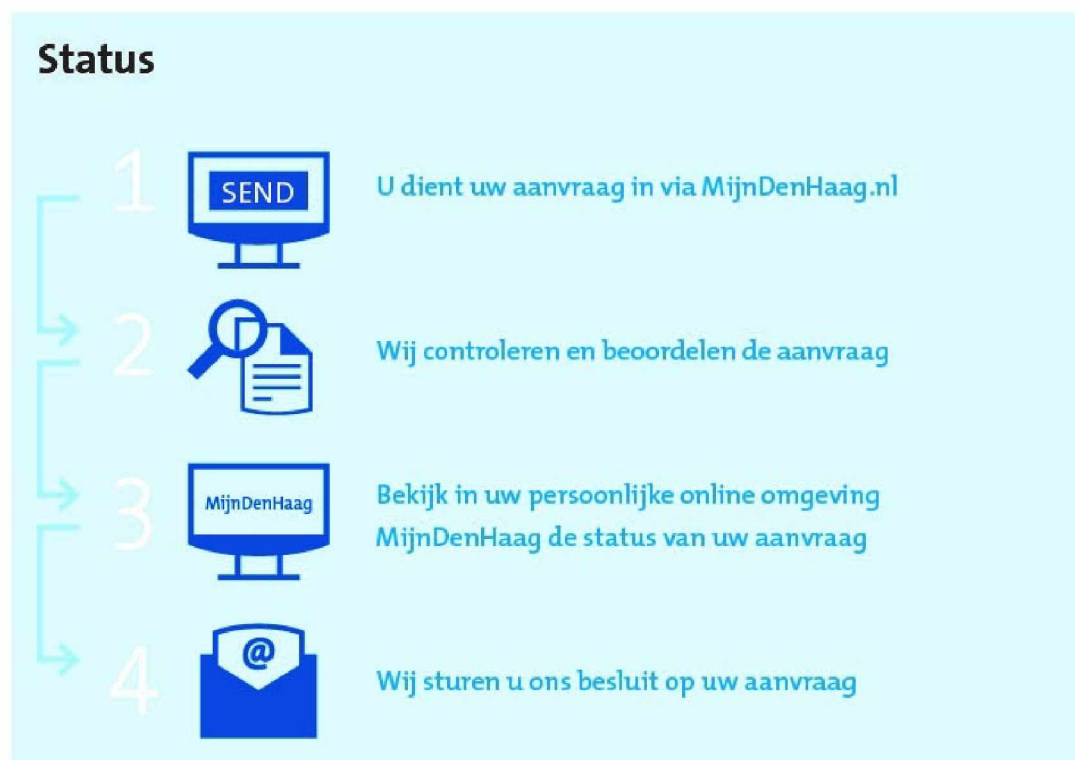 Status
1
SEND
U dient uw aanvraag in via MijnDenHaag.nl
2
Wij controleren en beoordelen de aanvraag
3
MijnDenHaag
Bekijk in uw persoonlijke online omgeving
MijnDenHaag de status van uw aanvraag
4
@
Wij sturen u ons besluit op uw aanvraag